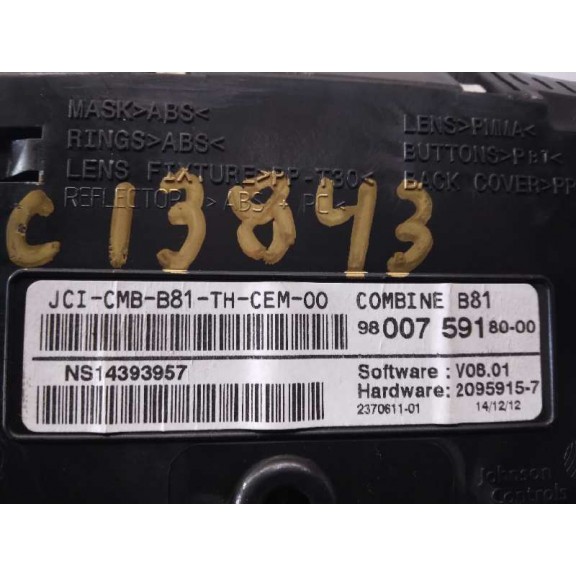 MASK>ABS<
RINGS>ABS<
LENS FIXTURE>PP-T30<
REFLECTOR >ABS + PC<
LENS>PMMA<
BUTTONS>PBT<
BACK COVER>PP
C13843
JCI-CMB-B81-TH-CEM-00
COMBINE B81
98 007 591 80-00
NS14393957
Software : V0B.01
Hardware: 2095915-7
2370611-01
14/12/12
Johnson
Controls